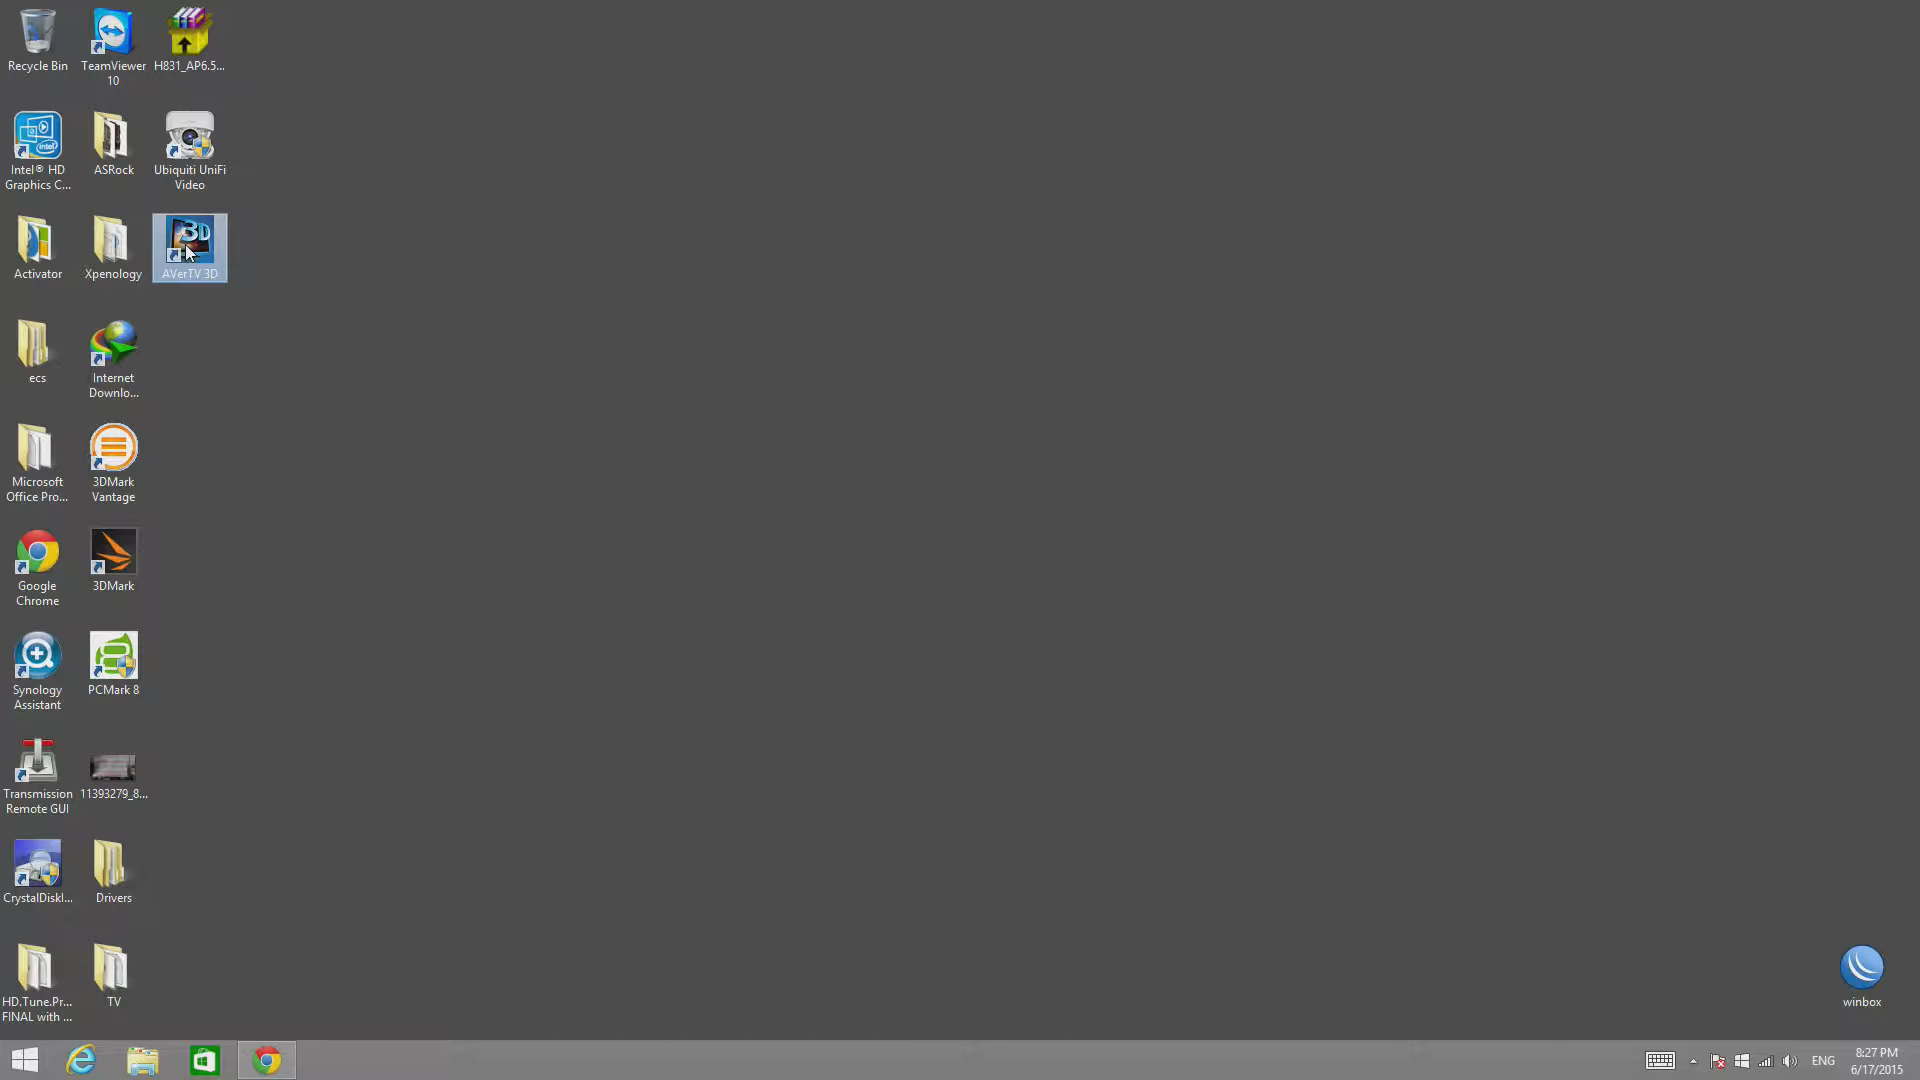 Recycle Bin
TeamViewer
10
H831_AP6.5...
Intel® HD
Graphics C...
ASRock
Ubiquiti UniFi
Video
Activator
Xpenology
3D
AVerTV 3D
ecs
Internet
Downlo...
Microsoft
Office Pro...
3DMark
Vantage
Google
Chrome
3DMark
Synology
Assistant
PCMark 8
Transmission
Remote GUI
11393279_8...
CrystalDiskI...
Drivers
HD.Tune.Pr...
FINAL with ...
TV
winbox
ENG
8:27 PM
6/17/2015